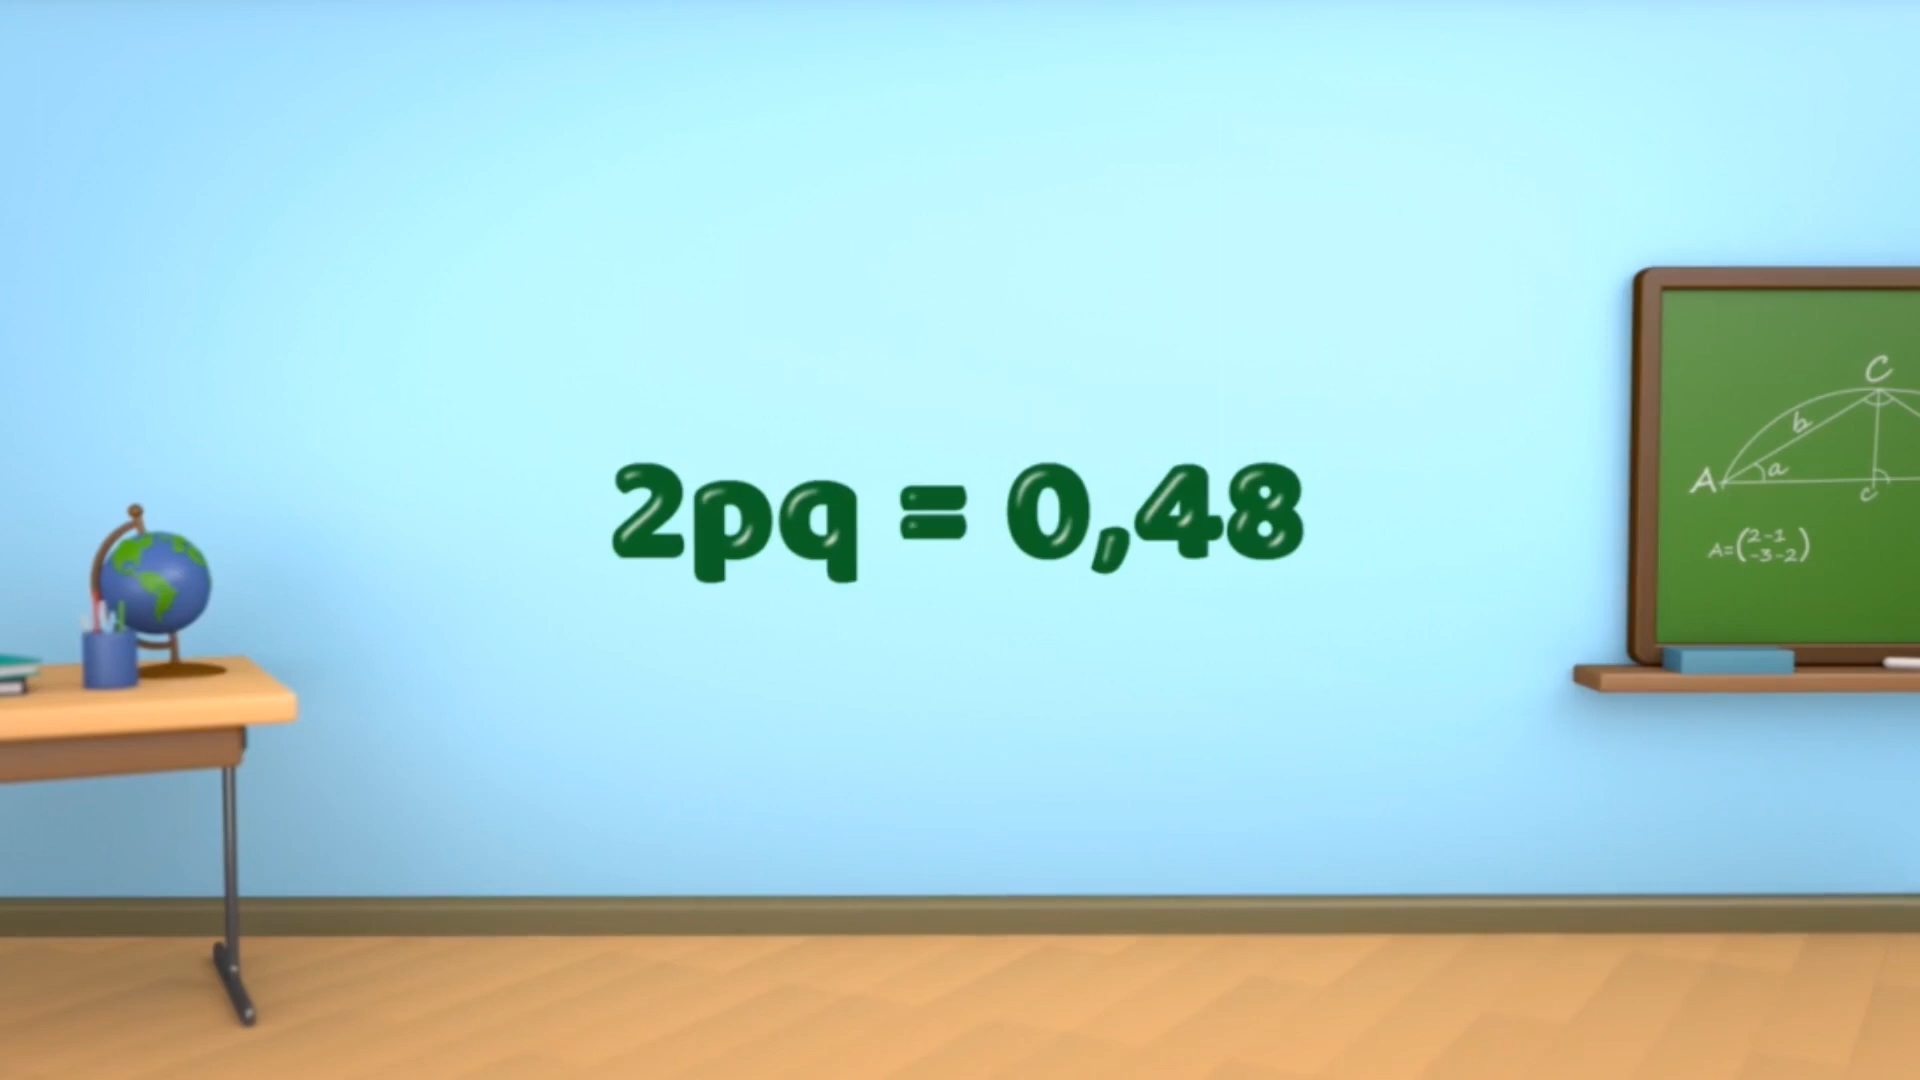 2pq = 0,48
C
b
A
a
c
A=(2-1
-3-2)